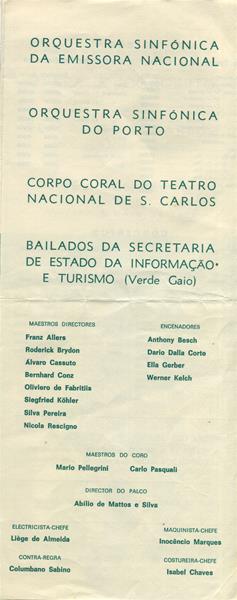 ORQUESTRA SINFÓNICA
DA EMISSORA NACIONAL
ORQUESTRA SINFÓNICA
DO PORTO
CORPO CORAL DO TEATRO
NACIONAL DE S. CARLOS
BAILADOS DA SECRETARIA
DE ESTADO DA INFORMAÇÃO
E TURISMO (Verde Gaio)
MAESTROS DIRECTORES
Franz Allers
Roderick Brydon
Álvaro Cassuto
Bernhard Conz
Oliviero de Fabritiis
Siegfried Köhler
Silva Pereira
Nicola Rescigno
ENCENADORES
Anthony Besch
Dario Dalla Corte
Elia Gerber
Werner Kelch
MAESTROS DO CORO
Mario Pellegrini Carlo Pasquali
DIRECTOR DO PALCO
Abílio de Mattos e Silva
ELECTRICISTA-CHEFE
Liége de Almeida
MAQUINISTA-CHEFE
Inocêncio Marques
CONTRA-REGRA
Columbano Sabino
COSTUREIRA-CHEFE
Isabel Chaves